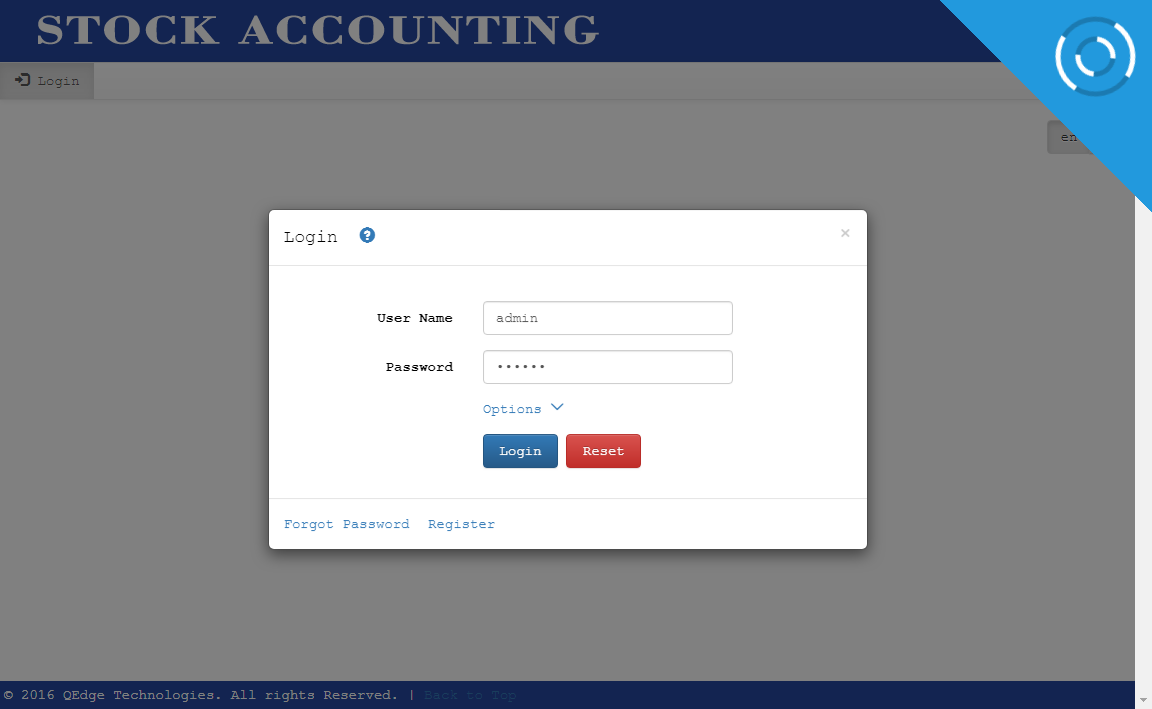 STOCK ACCOUNTING
Login
en
Login
×
User Name admin
Password ••••••
Options
Login Reset
Forgot Password Register
© 2016 QEdge Technologies. All rights Reserved. | Back to Top